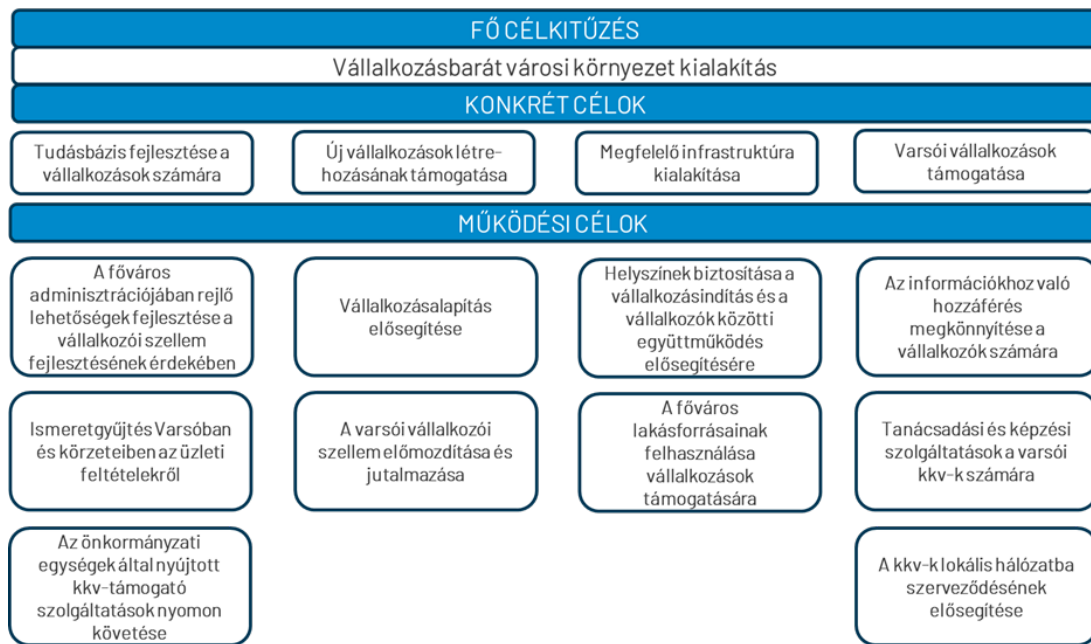 FŐ CÉLKITŰZÉS
Vállalkozásbarát városi környezet kialakítás
KONKRÉT CÉLOK
Tudásbázis fejlesztése a
vállalkozások számára
Új vállalkozások létre-
hozásának támogatása
Megfelelő infrastruktúra
kialakítása
Varsói vállalkozások
támogatása
MŰKÖDÉSI CÉLOK
A főváros
adminisztrációjában rejlő
lehetőségek fejlesztése a
vállalkozói szellem
fejlesztésének érdekében
Vállalkozásalapítás
elősegítése
Helyszínek biztosítása a
vállalkozásindítás és a
vállalkozók közötti
együttműködés
elősegítésére
Az információkhoz való
hozzáférés
megkönnyítése a
vállalkozók számára
Ismeretgyűjtés Varsóban
és körzeteiben az üzleti
feltételekről
A varsói vállalkozói
szellem előmozdítása és
jutalmazása
A főváros
lakásforrásainak
felhasználása
vállalkozások
támogatására
Tanácsadási és képzési
szolgáltatások a varsói
kkv-k számára
Az önkormányzati
egységek által nyújtott
kkv-támogató
szolgáltatások nyomon
követése
A kkv-k lokális hálózatba
szerveződésének
elősegítése